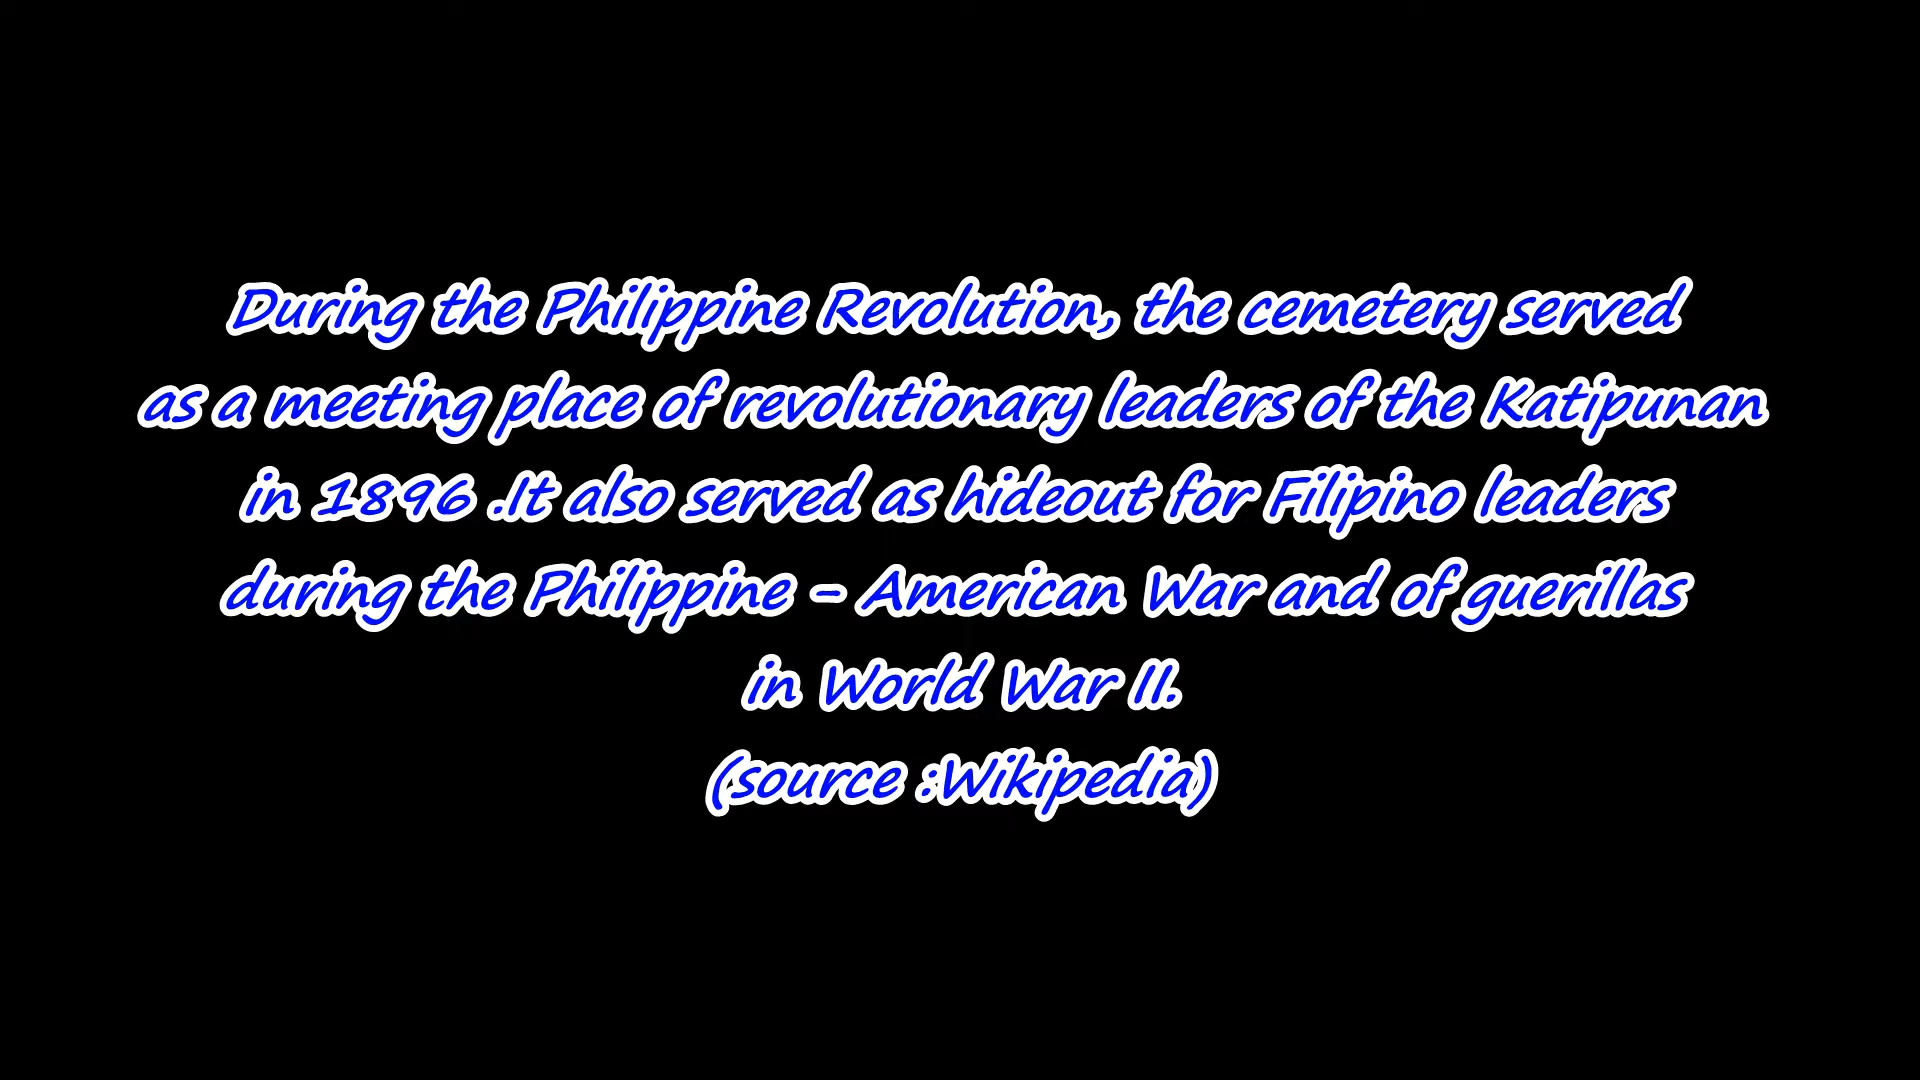 During the Philippine Revolution, the cemetery served
as a meeting place of revolutionary leaders of the Katipunan
in 1896 .It also served as hideout for Filipino leaders
during the Philippine - American War and of guerillas
in World War II.
(source :Wikipedia)